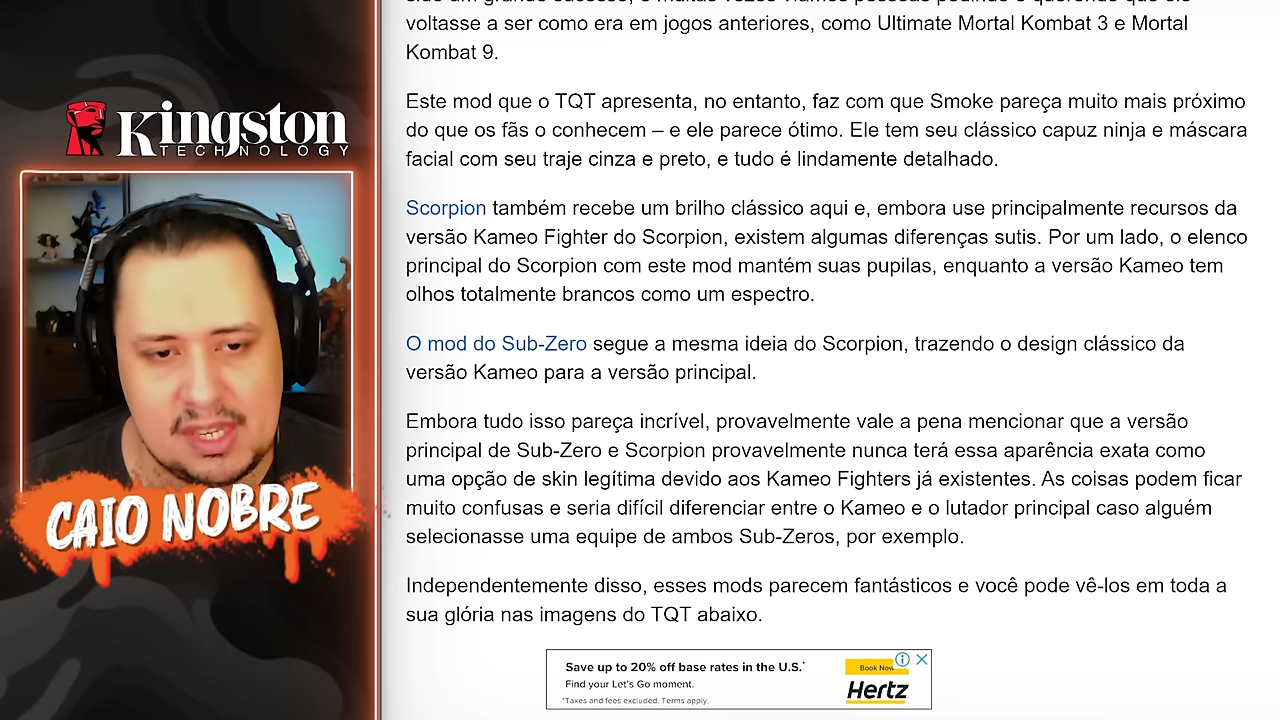 voltasse a ser como era em jogos anteriores, como Ultimate Mortal Kombat 3 e Mortal
Kombat 9.
Este mod que o TQT apresenta, no entanto, faz com que Smoke pareça muito mais próximo
do que os fãs o conhecem – e ele parece ótimo. Ele tem seu clássico capuz ninja e máscara
facial com seu traje cinza e preto, e tudo é lindamente detalhado.
Scorpion também recebe um brilho clássico aqui e, embora use principalmente recursos da
versão Kameo Fighter do Scorpion, existem algumas diferenças sutis. Por um lado, o elenco
principal do Scorpion com este mod mantém suas pupilas, enquanto a versão Kameo tem
olhos totalmente brancos como um espectro.
O mod do Sub-Zero segue a mesma ideia do Scorpion, trazendo o design clássico da
versão Kameo para a versão principal.
Embora tudo isso pareça incrível, provavelmente vale a pena mencionar que a versão
principal de Sub-Zero e Scorpion provavelmente nunca terá essa aparência exata como
uma opção de skin legítima devido aos Kameo Fighters já existentes. As coisas podem ficar
muito confusas e seria difícil diferenciar entre o Kameo e o lutador principal caso alguém
selecionasse uma equipe de ambos Sub-Zeros, por exemplo.
Independentemente disso, esses mods parecem fantásticos e você pode vê-los em toda a
sua glória nas imagens do TQT abaixo.
Kingston
TECHNOLOGY
CAIO NOBRE
Save up to 20% off base rates in the U.S.*
Find your Let's Go moment.
*Taxes and fees excluded. Terms apply.
Book Now
Hertz